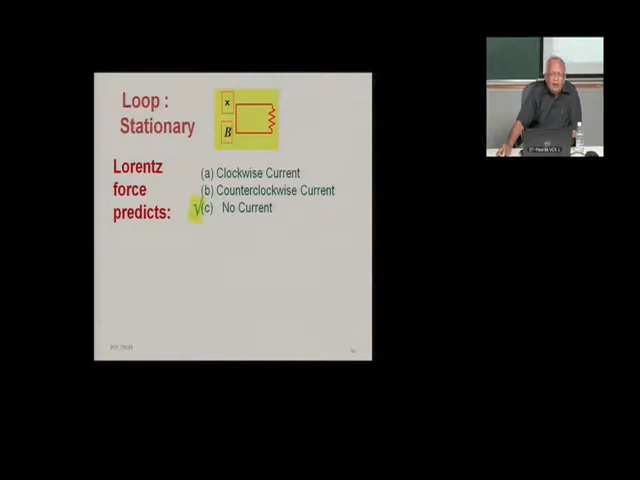 Loop :
Stationary
x
B
Lorentz
force
predicts:
(a) Clockwise Current
(b) Counterclockwise Current
√(c) No Current